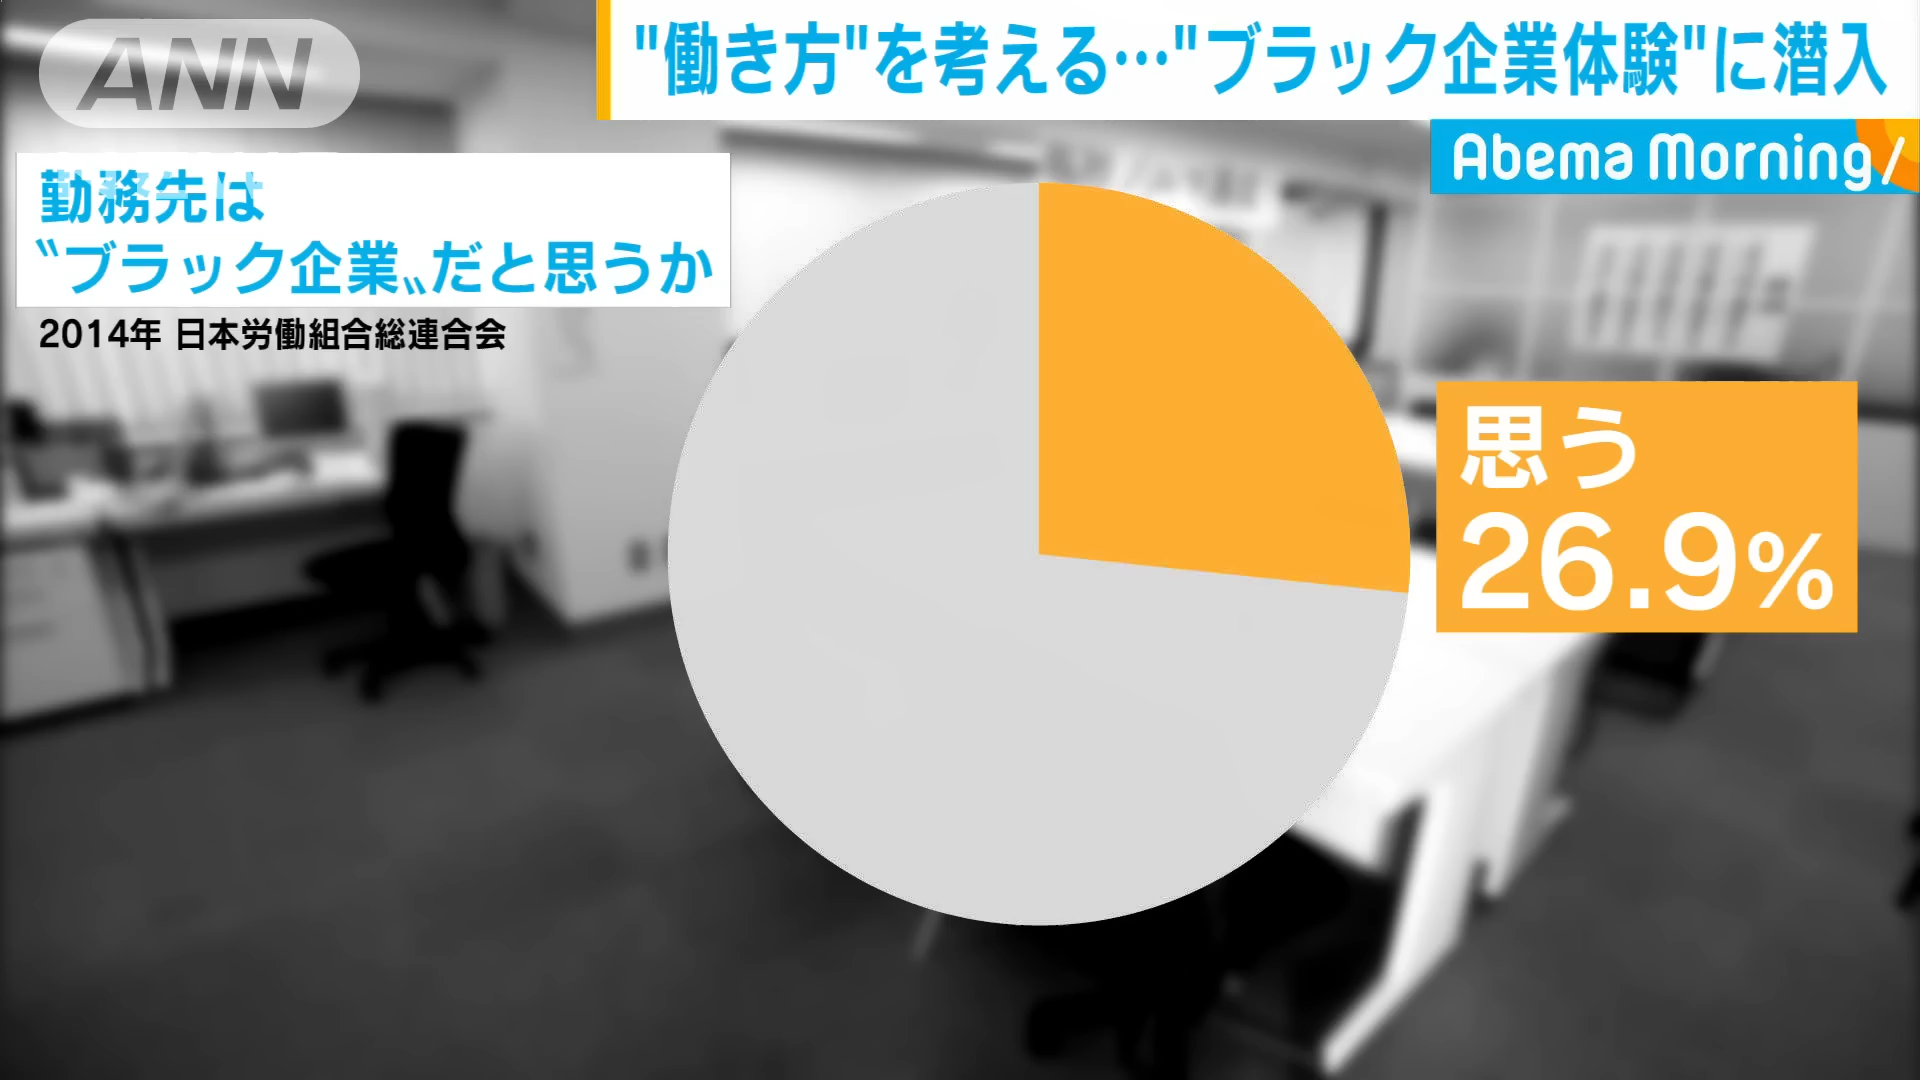 ANN
"働き方"を考える…"ブラック企業体験"に潜入
Abema Morning/
勤務先は
〝ブラック企業〟だと思うか
2014年 日本労働組合総連合会
思う
26.9%